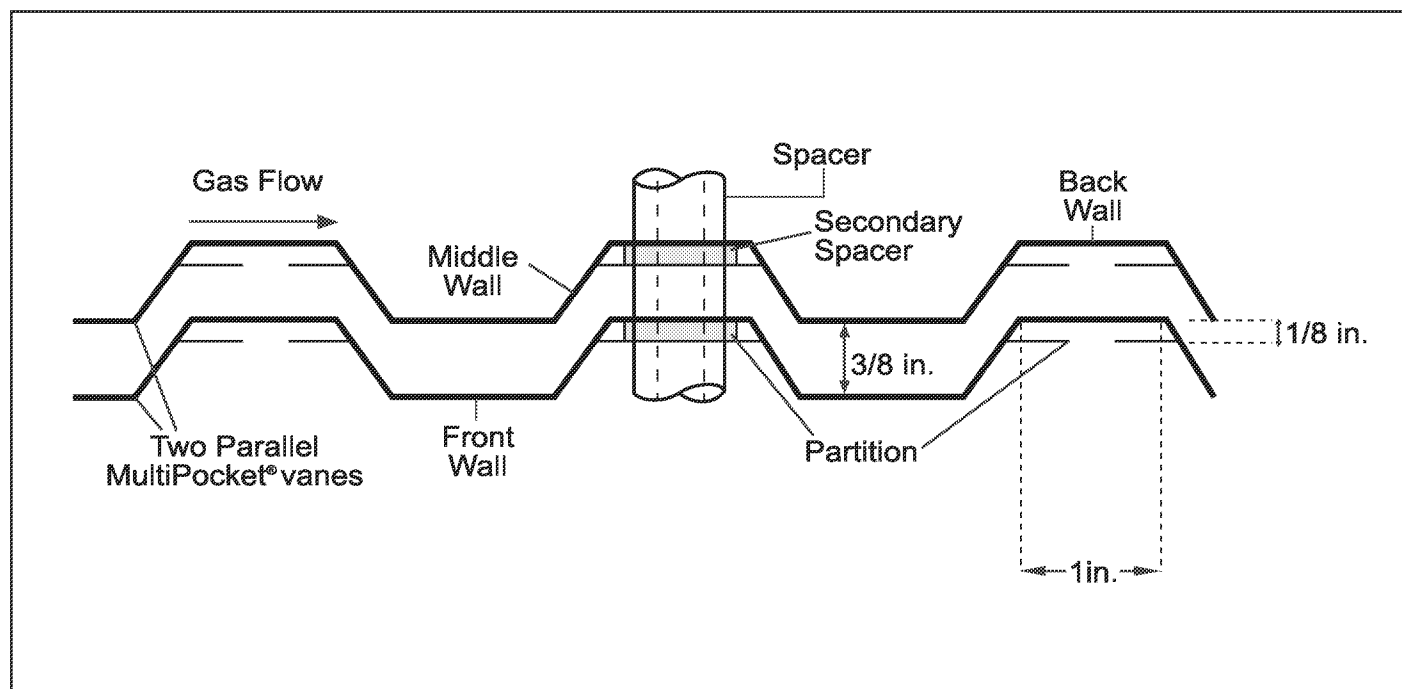 Gas Flow
Spacer
Secondary
Spacer
Back
Wall
Middle
Wall
1/8 in.
3/8 in.
Two Parallel
MultiPocket® vanes
Front
Wall
Partition
1in.